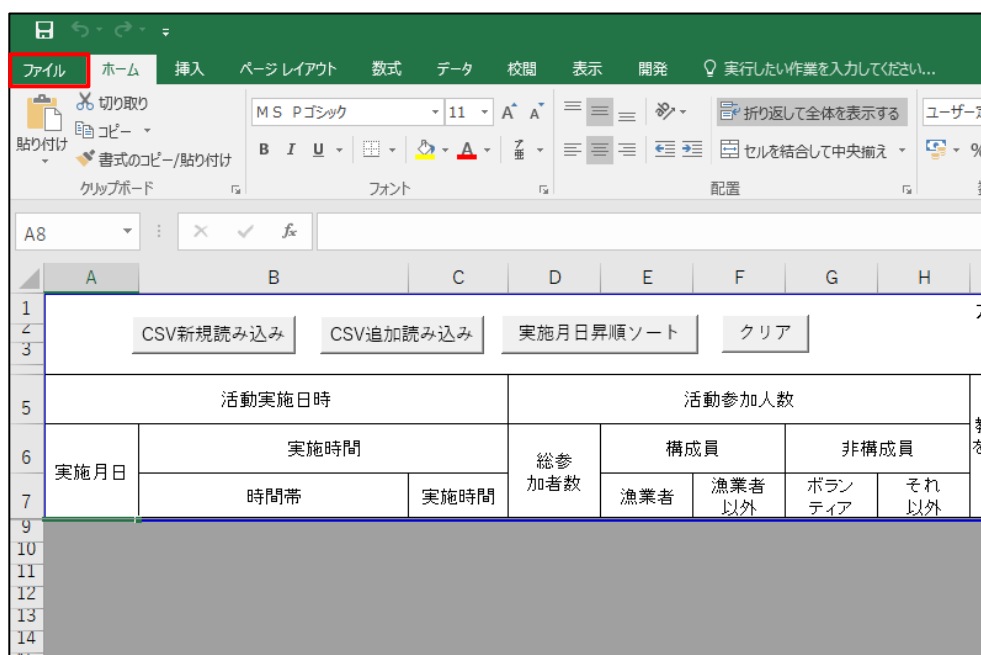 ファイル ホーム 挿入 ページ レイアウト 数式 データ 校閲 表示 開発 実行したい作業を入力してください...
切り取り
コピー
書式のコピー/貼り付け
貼り付け
クリップボード
ＭＳ Ｐゴシック 11 A A
B I U A
フォント
折り返して全体を表示する
セルを結合して中央揃え
配置
%
A8 fx
A B C D E F G H
1
2
3
5
6
7
9
10
11
12
13
14
CSV新規読み込み CSV追加読み込み 実施月日昇順ソート クリア
活動実施日時 活動参加人数
実施月日
実施時間
時間帯 実施時間
総参
加者数
構成員 非構成員
漁業者
漁業者
以外
ボラン
ティア
それ
以外